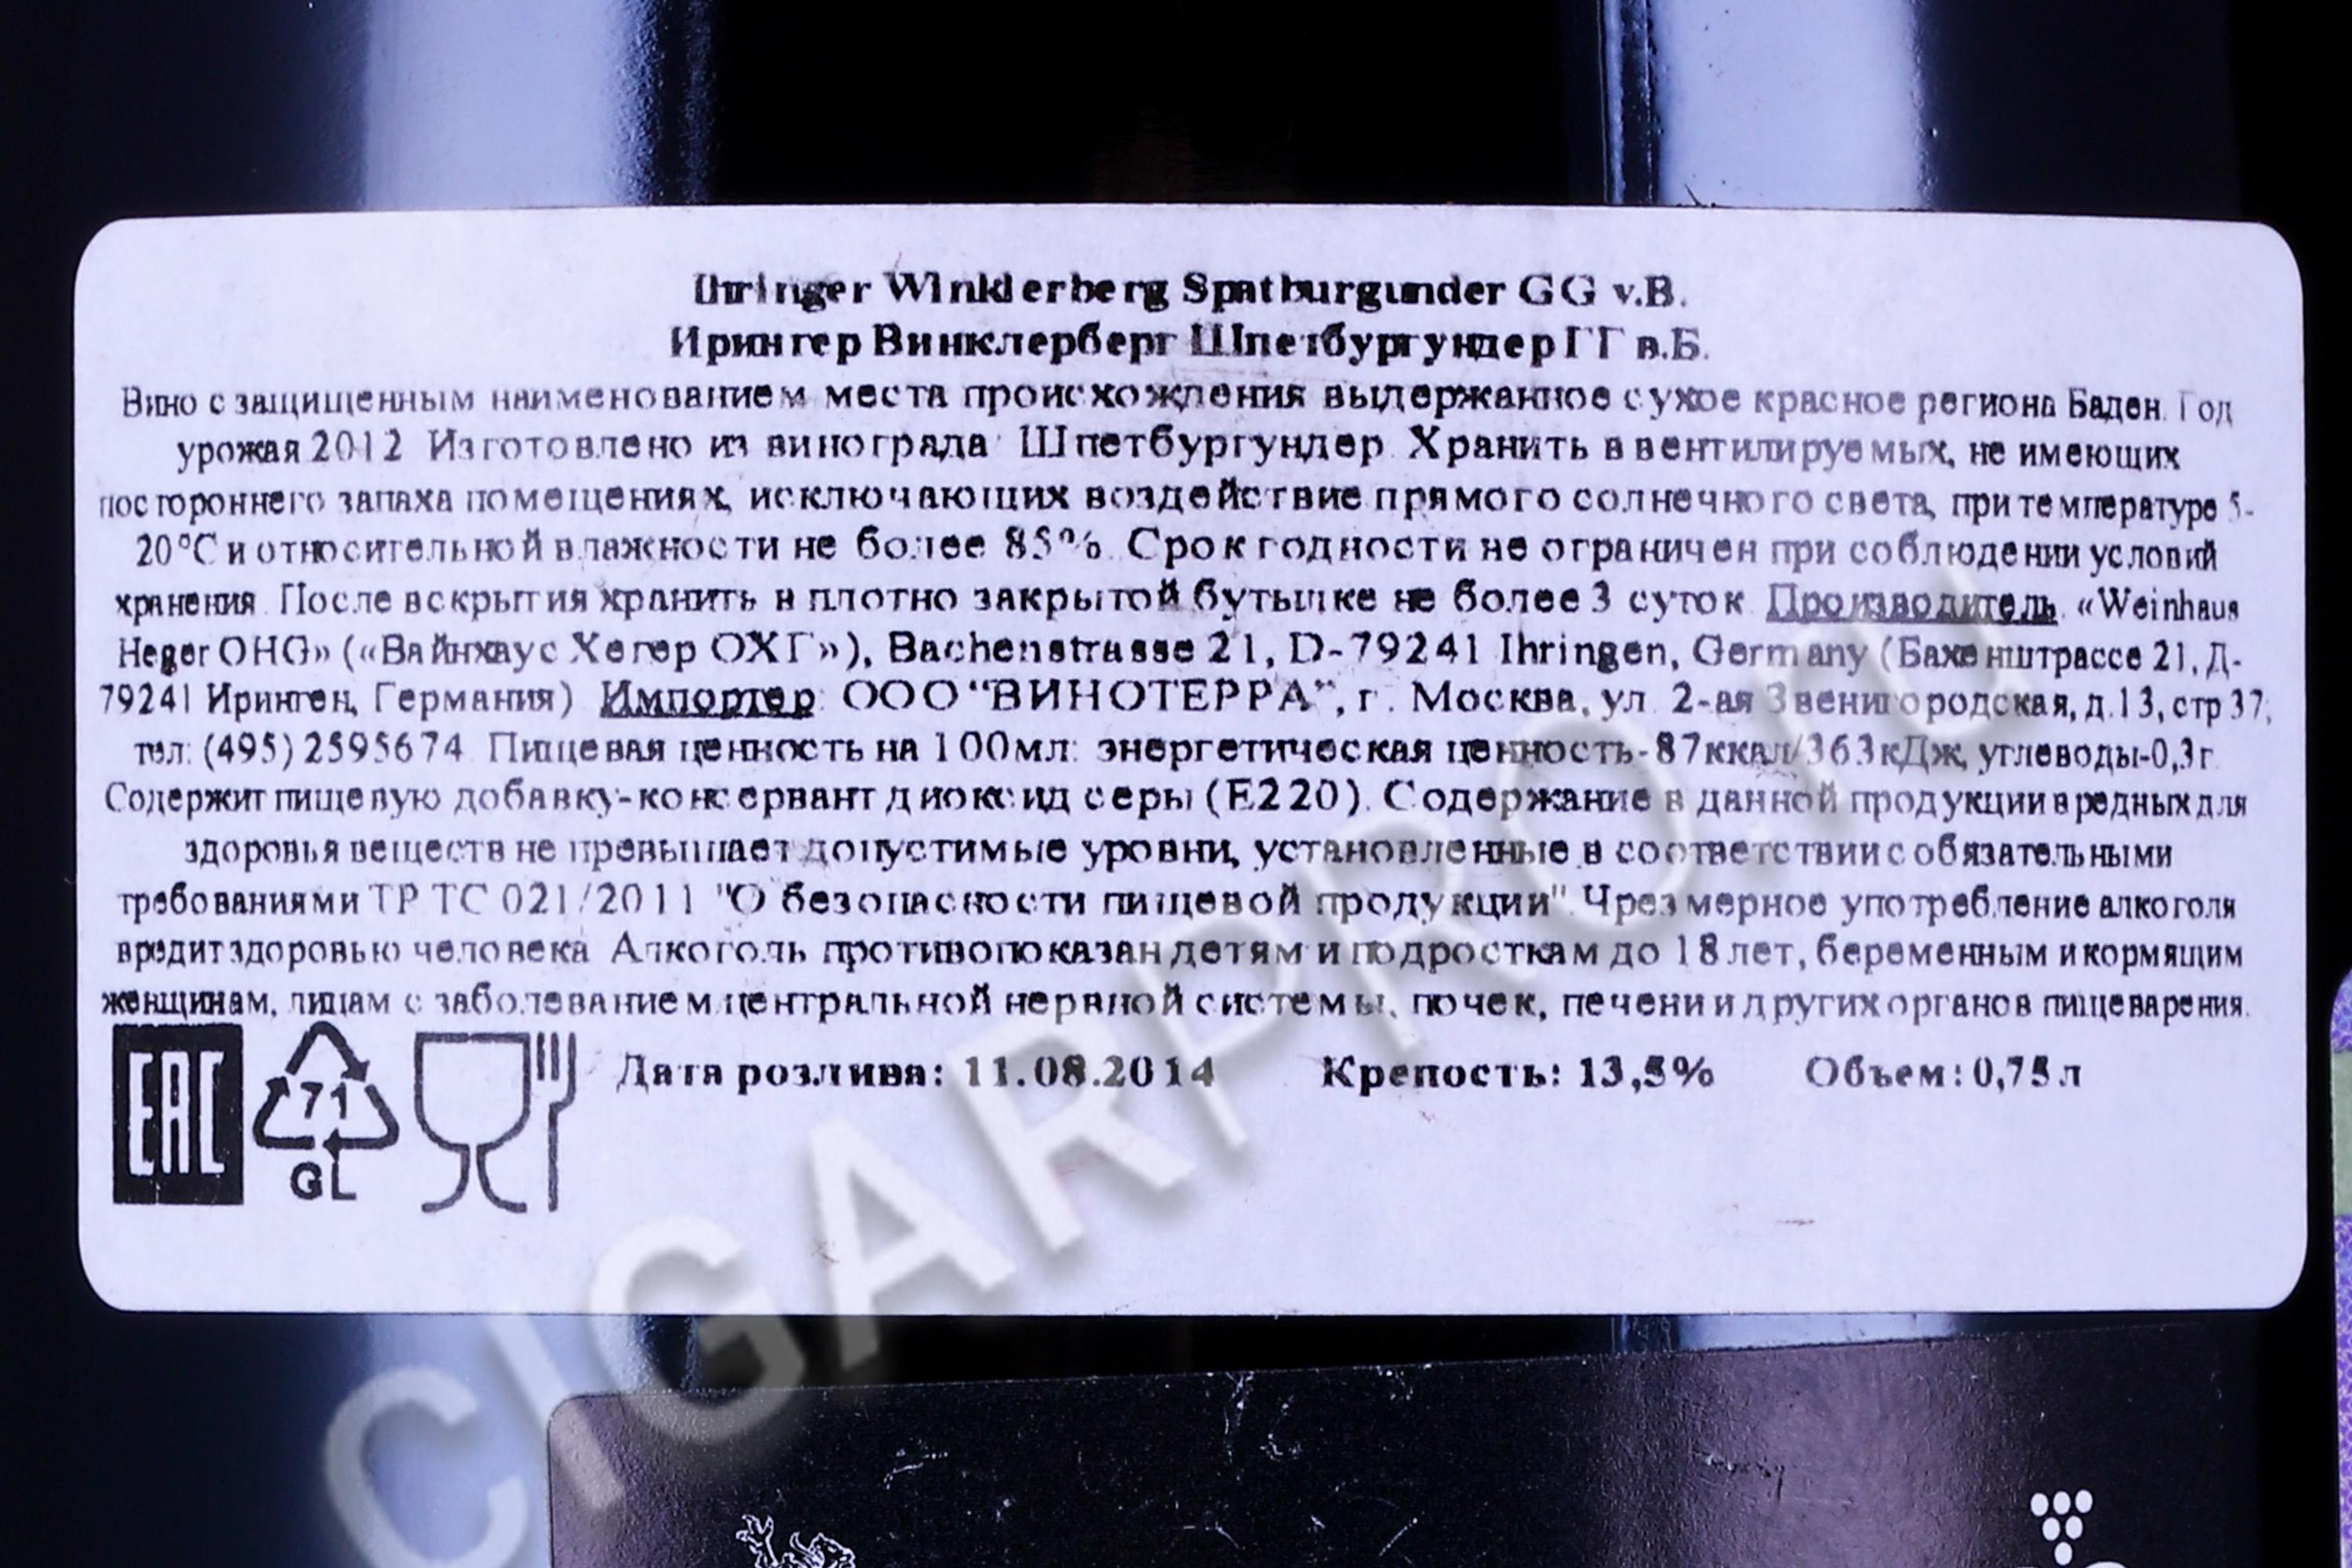 Ihringer Winklerberg Spatburgunder GG v.B.
Ирингер Винклерберг Шпетбургундер ГГ в.Б.
Вино с защищенным наименованием места происхождения выдержанное сухое красное региона Баден. Год
урожая 2012. Изготовлено из винограда: Шпетбургундер. Хранить в вентилируемых, не имеющих
постороннего запаха помещениях, исключающих воздействие прямого солнечного света, при температуре 5-
20°С и относительной влажности не более 85%. Срок годности не ограничен при соблюдении условий
хранения. После вскрытия хранить в плотно закрытой бутылке не более 3 суток. Производитель: «Weinhaus
Heger OHG» («Вайнхаус Хегер ОХГ»), Bachenstrasse 21, D-79241 Ihringen, Germany (Бахенштрассе 21, Д-
79241 Иринген, Германия). Импортер: ООО "ВИНОТЕРРА", г. Москва, ул. 2-ая Звенигородская, д.13, стр 37,
тел: (495) 2595674. Пищевая ценность на 100мл: энергетическая ценность-87ккал/363кДж, углеводы-0,3г.
Содержит пищевую добавку-консервант диоксид серы (Е220). Содержание в данной продукции вредных для
здоровья веществ не превышает допустимые уровни, установленные в соответствии с обязательными
требованиями ТР ТС 021/2011 "О безопасности пищевой продукции". Чрезмерное употребление алкоголя
вредит здоровью человека. Алкоголь противопоказан детям и подросткам до 18 лет, беременным и кормящим
женщинам, лицам с заболеванием центральной нервной системы, почек, печени и других органов пищеварения.
EAC
71
GL
Дата розлива: 11.08.2014 Крепость: 13,5% Объем: 0,75 л
CIGARPRO.ru